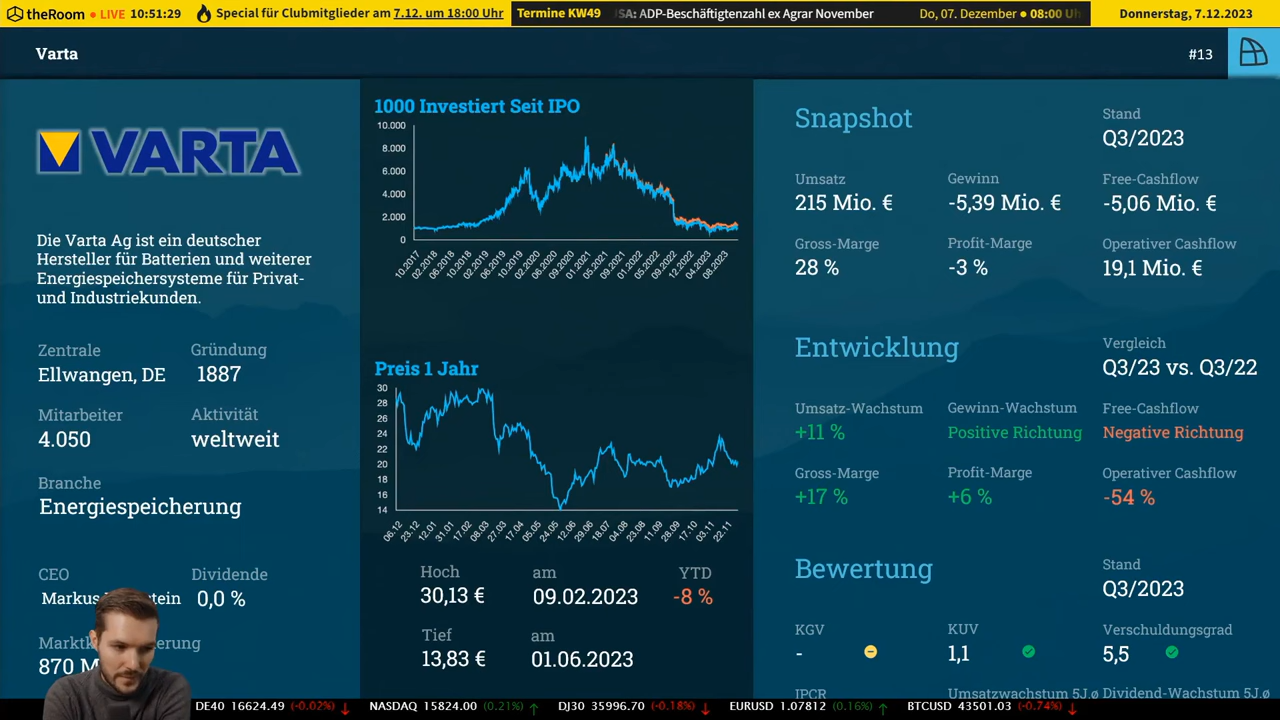 theRoom • LIVE 10:51:29
Special für Clubmitglieder am 7.12. um 18:00 Uhr
Termine KW49
USA: ADP-Beschäftigtenzahl ex Agrar November
Do, 07. Dezember • 08:00 Uh
Donnerstag, 7.12.2023
Varta
#13
VARTA
Die Varta Ag ist ein deutscher
Hersteller für Batterien und weiterer
Energiespeichersysteme für Privat-
und Industriekunden.
Zentrale
Gründung
Ellwangen, DE
1887
Mitarbeiter
Aktivität
4.050
weltweit
Branche
Energiespeicherung
CEO
Dividende
Markus
tein
0,0 %
Markt
erung
870 M
1000 Investiert Seit IPO
10.000
8.000
6.000
4.000
2.000
0
10.2017
02.2018
06.2018
10.2018
02.2019
06.2019
10.2019
02.2020
06.2020
09.2020
01.2021
05.2021
09.2021
01.2022
05.2022
09.2022
12.2022
04.2023
08.2023
Preis 1 Jahr
30
28
26
24
22
20
18
16
14
06.12
23.12
12.01
31.01
17.02
08.03
27.03
17.04
05.05
24.05
12.06
29.06
18.07
04.08
23.08
11.09
28.09
17.10
03.11
22.11
Hoch
am
YTD
30,13 €
09.02.2023
-8 %
Tief
am
13,83 €
01.06.2023
Snapshot
Stand
Q3/2023
Umsatz
Gewinn
Free-Cashflow
215 Mio. €
-5,39 Mio. €
-5,06 Mio. €
Gross-Marge
Profit-Marge
Operativer Cashflow
28 %
-3 %
19,1 Mio. €
Entwicklung
Vergleich
Q3/23 vs. Q3/22
Umsatz-Wachstum
Gewinn-Wachstum
Free-Cashflow
+11 %
Positive Richtung
Negative Richtung
Gross-Marge
Profit-Marge
Operativer Cashflow
+17 %
+6 %
-54 %
Bewertung
Stand
Q3/2023
KGV
KUV
Verschuldungsgrad
-
1,1
5,5
IPCR
Umsatzwachstum 5J.ø
Dividend-Wachstum 5J.ø
DE40 16624.49 (-0.02%) ↓
NASDAQ 15824.00 (0.21%) ↑
DJ30 35996.70 (-0.18%) ↓
EURUSD 1.07812 (0.16%) ↑
BTCUSD 43501.03 (-0.74%) ↓